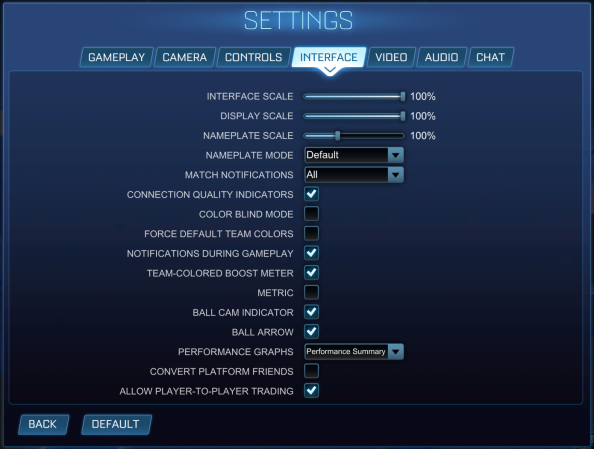 SETTINGS
GAMEPLAY CAMERA CONTROLS INTERFACE VIDEO AUDIO CHAT
INTERFACE SCALE 100%
DISPLAY SCALE 100%
NAMEPLATE SCALE 100%
NAMEPLATE MODE Default
MATCH NOTIFICATIONS All
CONNECTION QUALITY INDICATORS
COLOR BLIND MODE
FORCE DEFAULT TEAM COLORS
NOTIFICATIONS DURING GAMEPLAY
TEAM-COLORED BOOST METER
METRIC
BALL CAM INDICATOR
BALL ARROW
PERFORMANCE GRAPHS Performance Summary
CONVERT PLATFORM FRIENDS
ALLOW PLAYER-TO-PLAYER TRADING
BACK DEFAULT